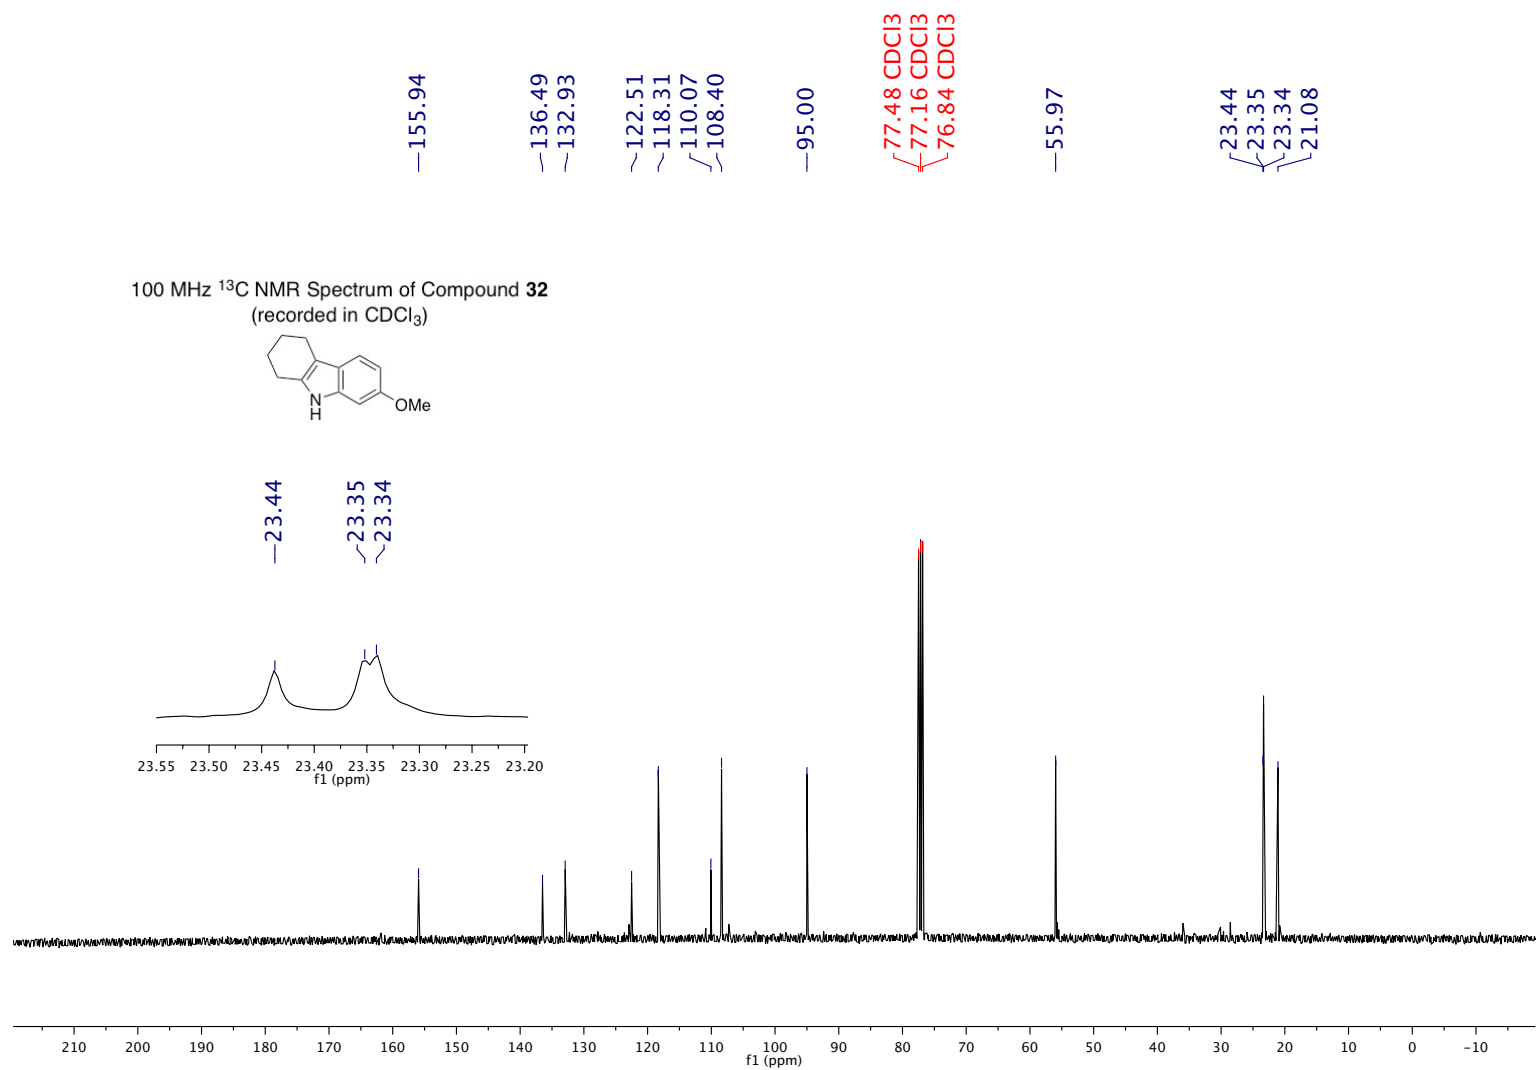 155.94
136.49
132.93
122.51
118.31
110.07
108.40
95.00
77.48 CDCl3
77.16 CDCl3
76.84 CDCl3
55.97
23.44
23.35
23.34
21.08
100 MHz ¹³C NMR Spectrum of Compound 32
(recorded in CDCl₃)
N
H
OMe
23.44
23.35
23.34
23.55 23.50 23.45 23.40 23.35 23.30 23.25 23.20
f1 (ppm)
210 200 190 180 170 160 150 140 130 120 110 100 90 80 70 60 50 40 30 20 10 0 −10
f1 (ppm)